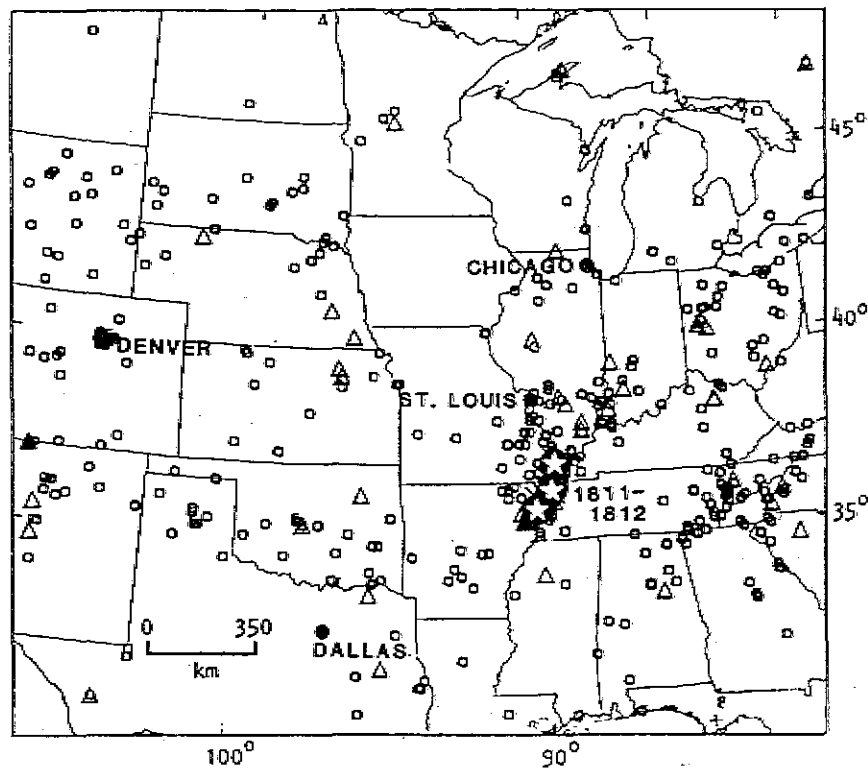 45°
CHICAGO
40°
DENVER
ST. LOUIS
1811-
1812
35°
0 350
km
DALLAS
100° 90°